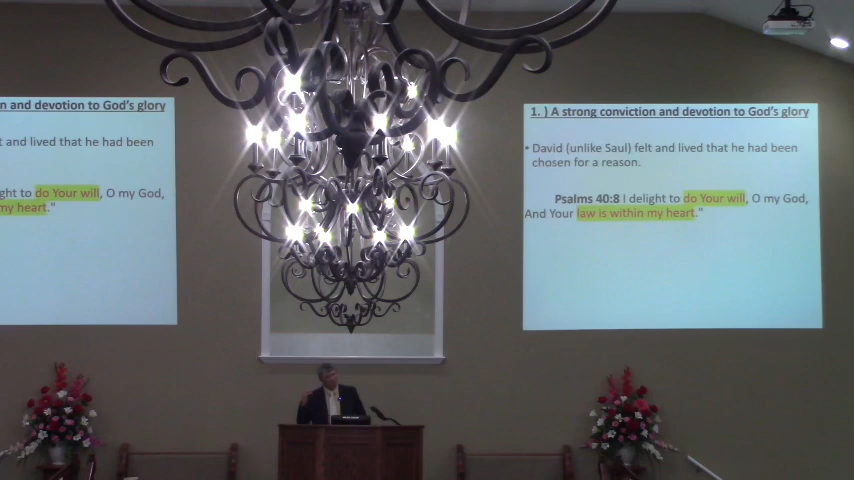 n and devotion to God's glory
t and lived that he had been
ght to do Your will, O my God,
my heart."
1. ) A strong conviction and devotion to God's glory
• David (unlike Saul) felt and lived that he had been
chosen for a reason.
Psalms 40:8 I delight to do Your will, O my God,
And Your law is within my heart."